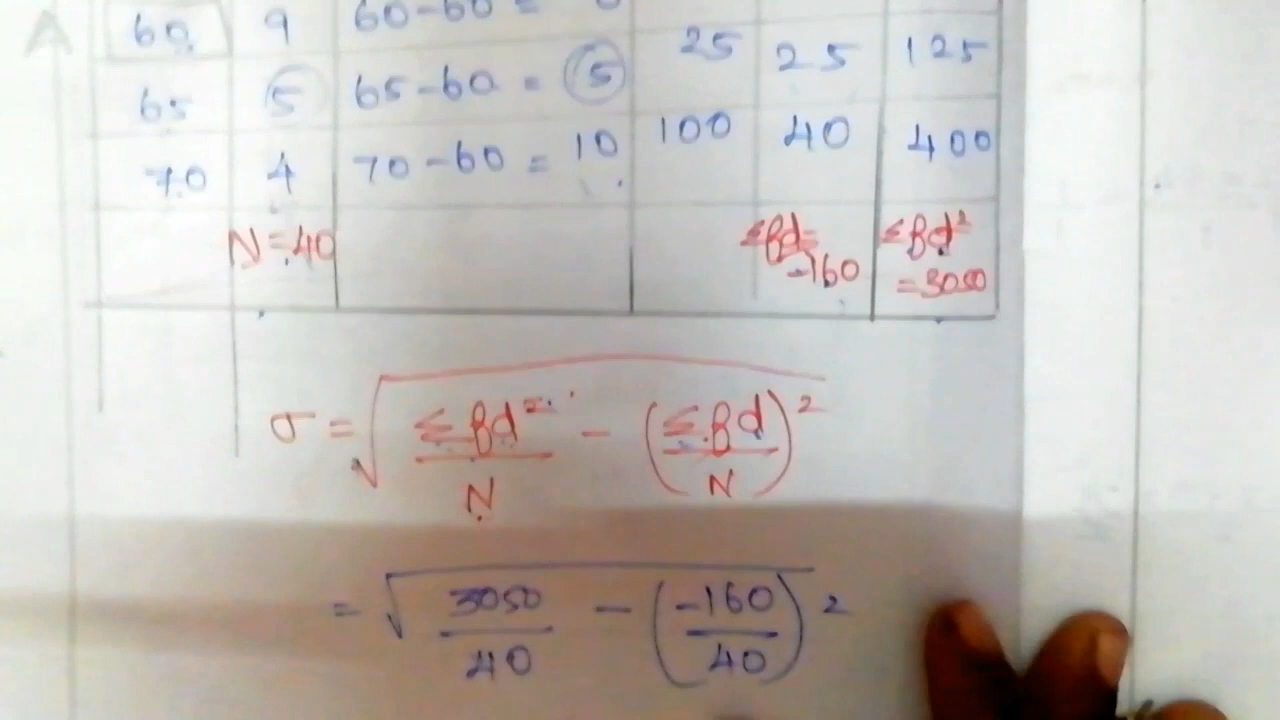 60 9 60-60 = 0
65 5 65-60 = 5 25 25 125
70 4 70-60 = 10 100 40 400
N = 40 Σfd = -160 Σfd² = 3050
σ = √ Σfd²/N - (Σfd/N)²
= √ 3050/40 - (-160/40)²